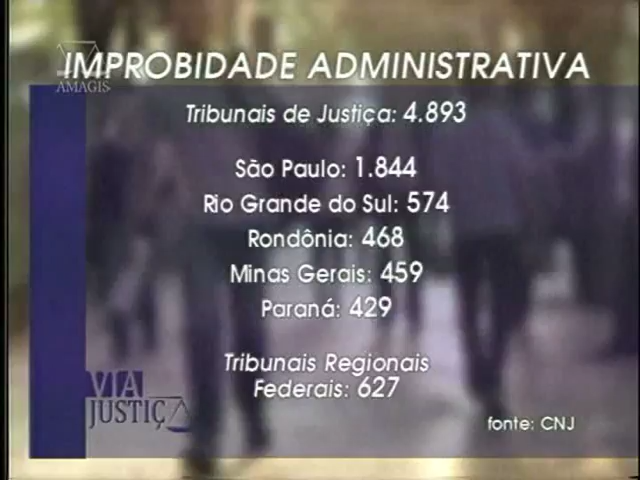 IMPROBIDADE ADMINISTRATIVA
AMAGIS
Tribunais de Justiça: 4.893
São Paulo: 1.844
Rio Grande do Sul: 574
Rondônia: 468
Minas Gerais: 459
Paraná: 429
Tribunais Regionais
Federais: 627
VIA
JUSTIÇ
fonte: CNJ